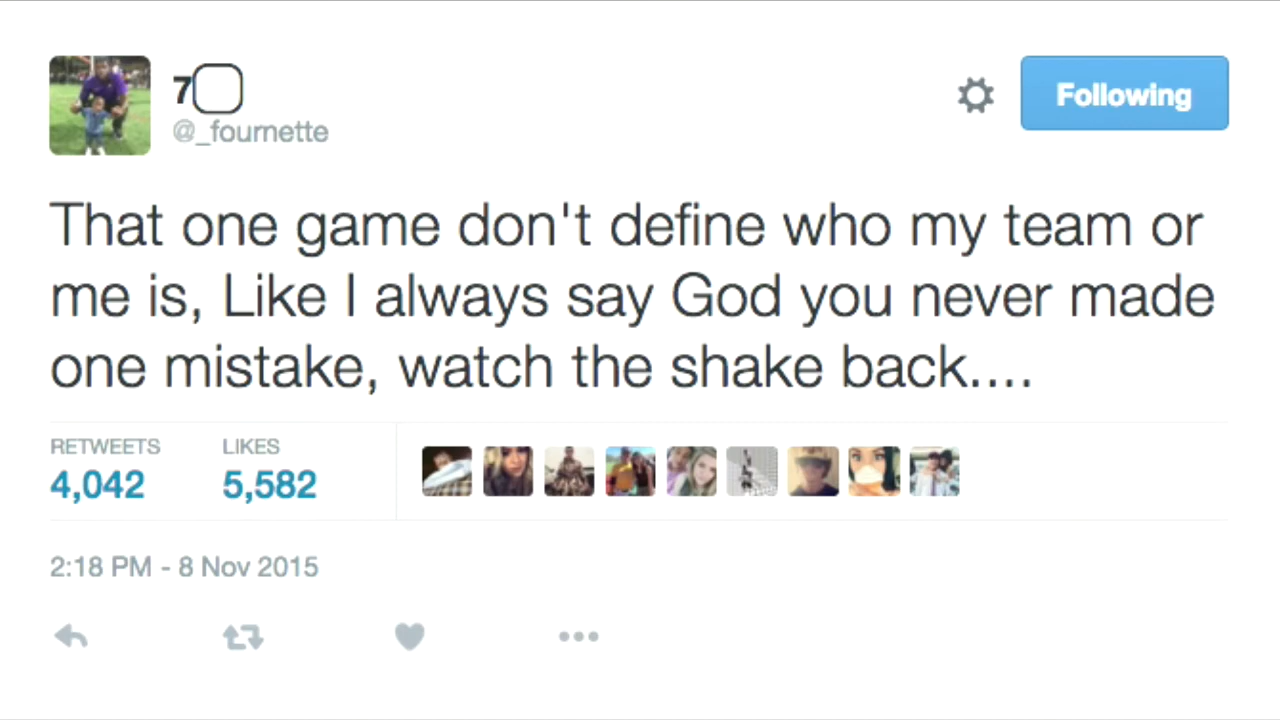 7
@_fournette
Following
That one game don't define who my team or
me is, Like I always say God you never made
one mistake, watch the shake back....
RETWEETS
LIKES
4,042
5,582
2:18 PM - 8 Nov 2015